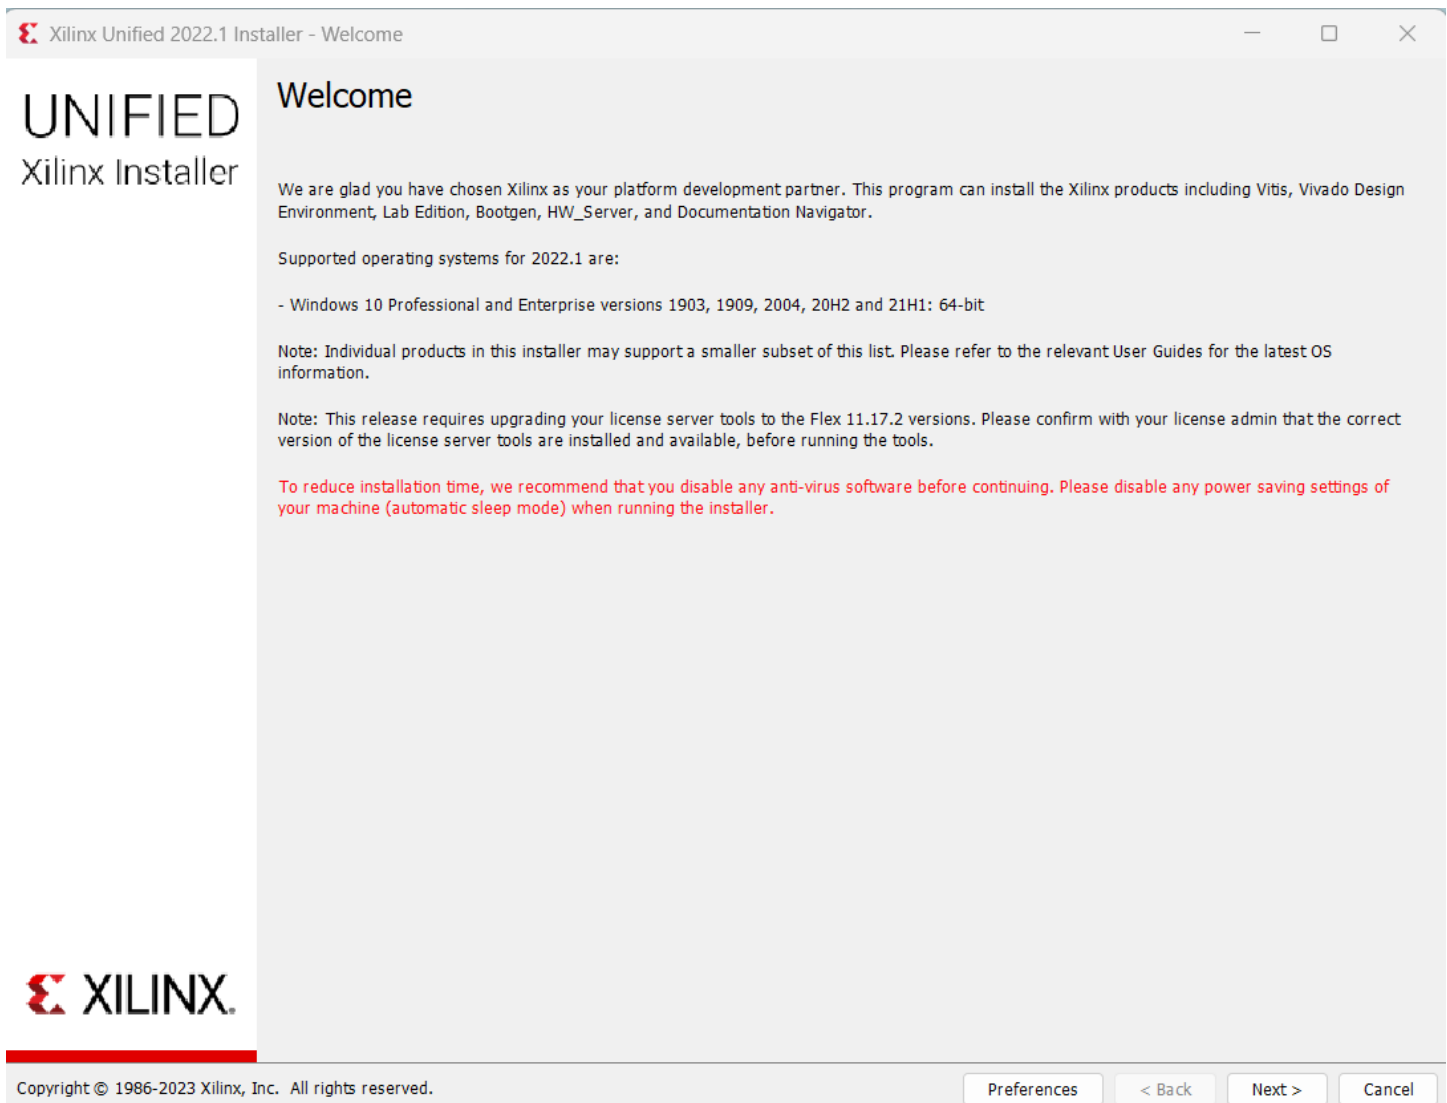 Xilinx Unified 2022.1 Installer - Welcome
UNIFIED
Xilinx Installer
Welcome
We are glad you have chosen Xilinx as your platform development partner. This program can install the Xilinx products including Vitis, Vivado Design
Environment, Lab Edition, Bootgen, HW_Server, and Documentation Navigator.
Supported operating systems for 2022.1 are:
- Windows 10 Professional and Enterprise versions 1903, 1909, 2004, 20H2 and 21H1: 64-bit
Note: Individual products in this installer may support a smaller subset of this list. Please refer to the relevant User Guides for the latest OS
information.
Note: This release requires upgrading your license server tools to the Flex 11.17.2 versions. Please confirm with your license admin that the correct
version of the license server tools are installed and available, before running the tools.
To reduce installation time, we recommend that you disable any anti-virus software before continuing. Please disable any power saving settings of
your machine (automatic sleep mode) when running the installer.
XILINX.
Copyright © 1986-2023 Xilinx, Inc. All rights reserved.
Preferences
< Back
Next >
Cancel